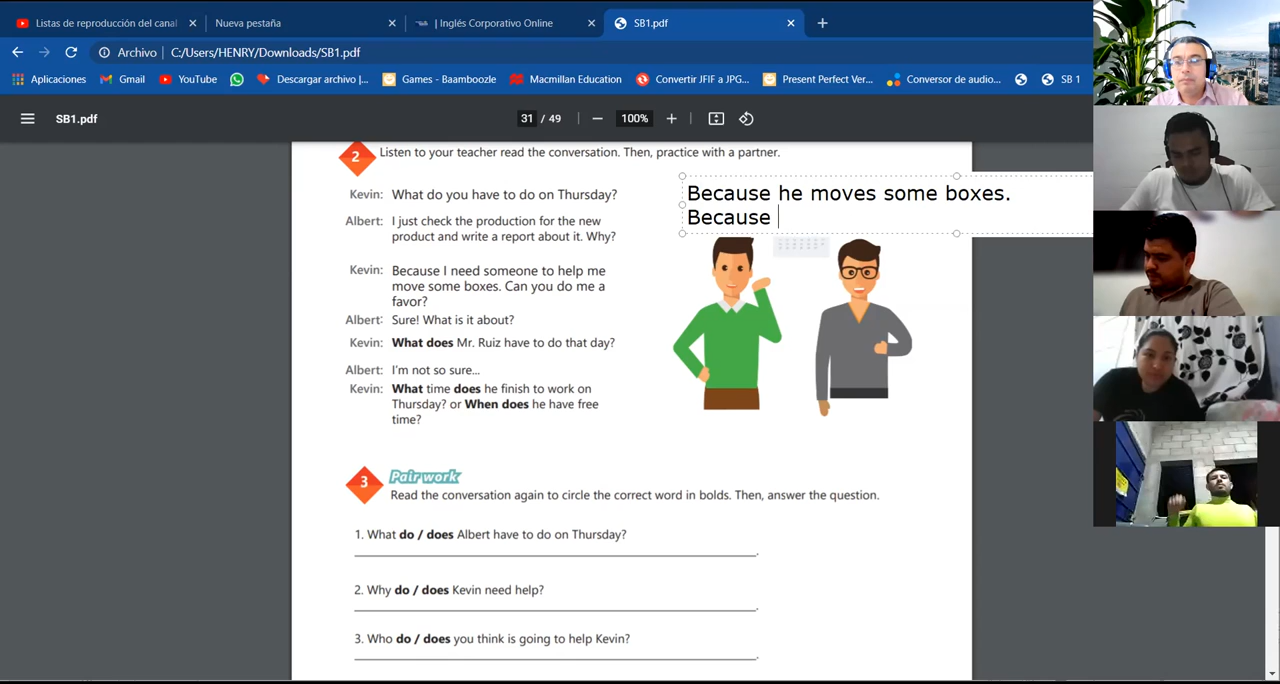 Listas de reproducción del canal
Nueva pestaña
| Inglés Corporativo Online
SB1.pdf
Archivo | C:/Users/HENRY/Downloads/SB1.pdf
Aplicaciones
Gmail
YouTube
Descargar archivo |...
Games - Baamboozle
Macmillan Education
Convertir JFIF a JPG...
Present Perfect Ver...
Conversor de audio...
SB 1
SB1.pdf
31 / 49
100%
2 Listen to your teacher read the conversation. Then, practice with a partner.
Kevin: What do you have to do on Thursday?
Albert: I just check the production for the new
product and write a report about it. Why?
Kevin: Because I need someone to help me
move some boxes. Can you do me a
favor?
Albert: Sure! What is it about?
Kevin: What does Mr. Ruiz have to do that day?
Albert: I'm not so sure...
Kevin: What time does he finish to work on
Thursday? or When does he have free
time?
Because he moves some boxes.
Because
3 Pair work
Read the conversation again to circle the correct word in bolds. Then, answer the question.
1. What do / does Albert have to do on Thursday?
2. Why do / does Kevin need help?
3. Who do / does you think is going to help Kevin?